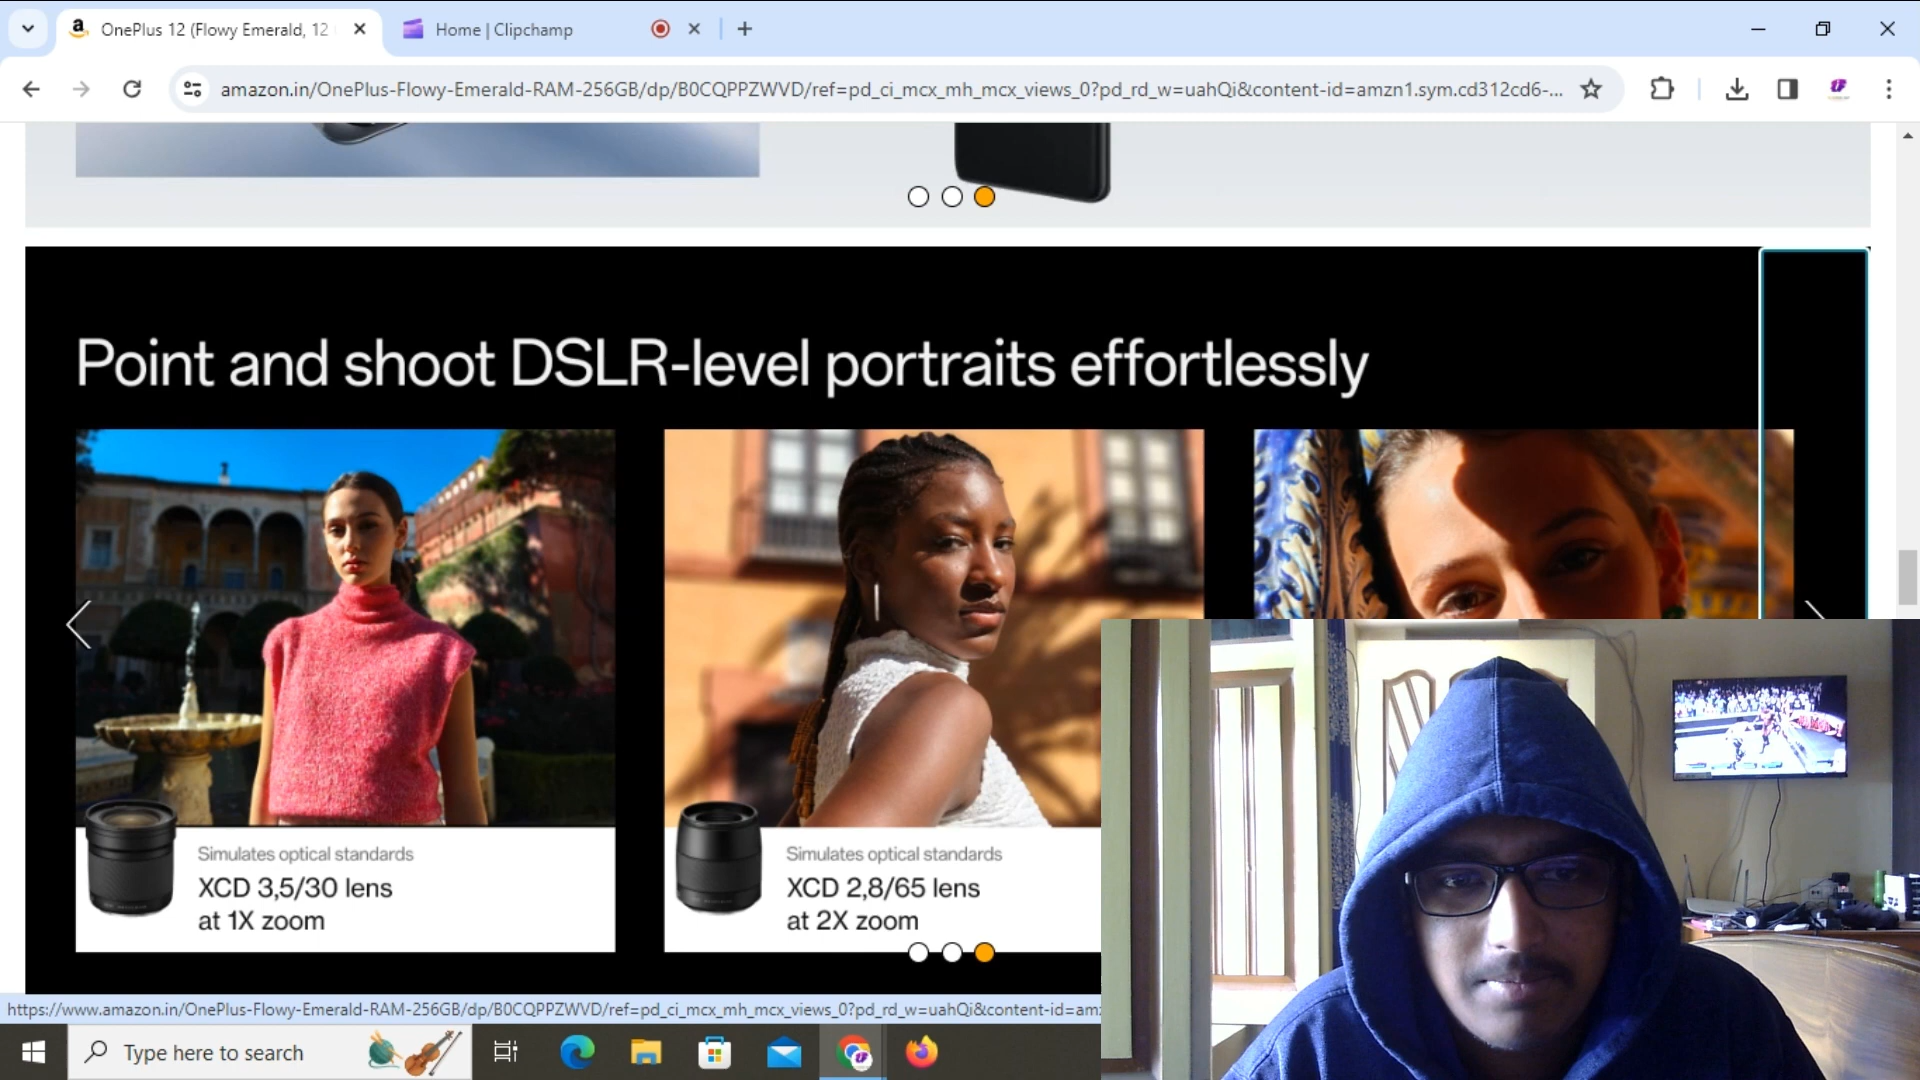 OnePlus 12 (Flowy Emerald, 12
Home | Clipchamp
amazon.in/OnePlus-Flowy-Emerald-RAM-256GB/dp/B0CQPPZWVD/ref=pd_ci_mcx_mh_mcx_views_0?pd_rd_w=uahQi&content-id=amzn1.sym.cd312cd6-...
Point and shoot DSLR-level portraits effortlessly
Simulates optical standards
XCD 3,5/30 lens
at 1X zoom
Simulates optical standards
XCD 2,8/65 lens
at 2X zoom
https://www.amazon.in/OnePlus-Flowy-Emerald-RAM-256GB/dp/B0CQPPZWVD/ref=pd_ci_mcx_mh_mcx_views_0?pd_rd_w=uahQi&content-id=am
Type here to search